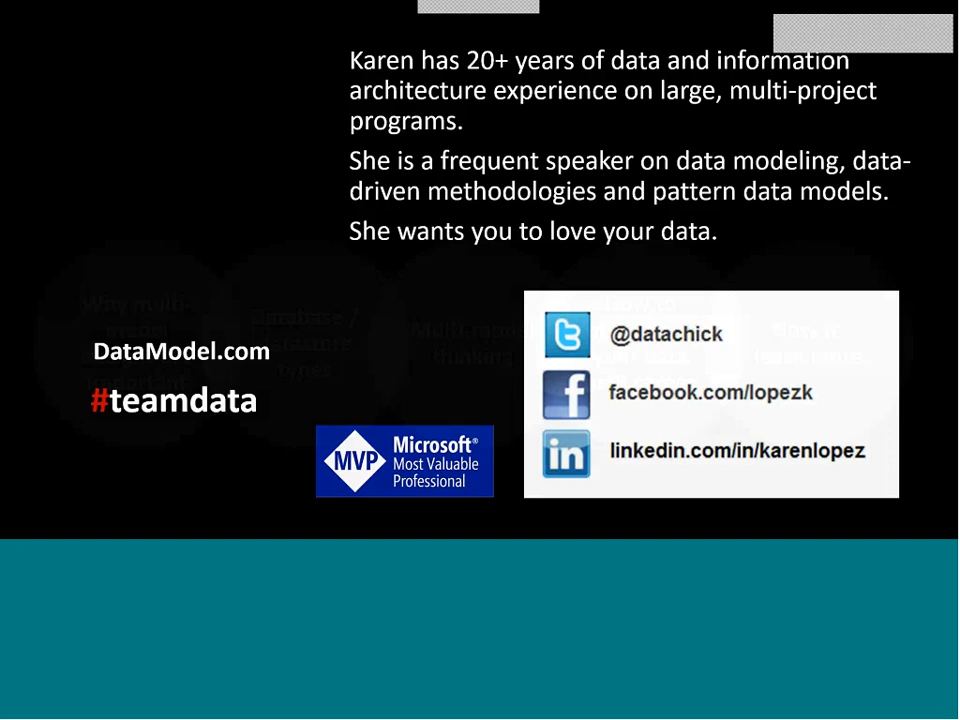 Karen has 20+ years of data and information
architecture experience on large, multi-project
programs.
She is a frequent speaker on data modeling, data-
driven methodologies and pattern data models.
She wants you to love your data.
DataModel.com
#teamdata
MVP
Microsoft®
Most Valuable
Professional
@datachick
facebook.com/lopezk
linkedin.com/in/karenlopez